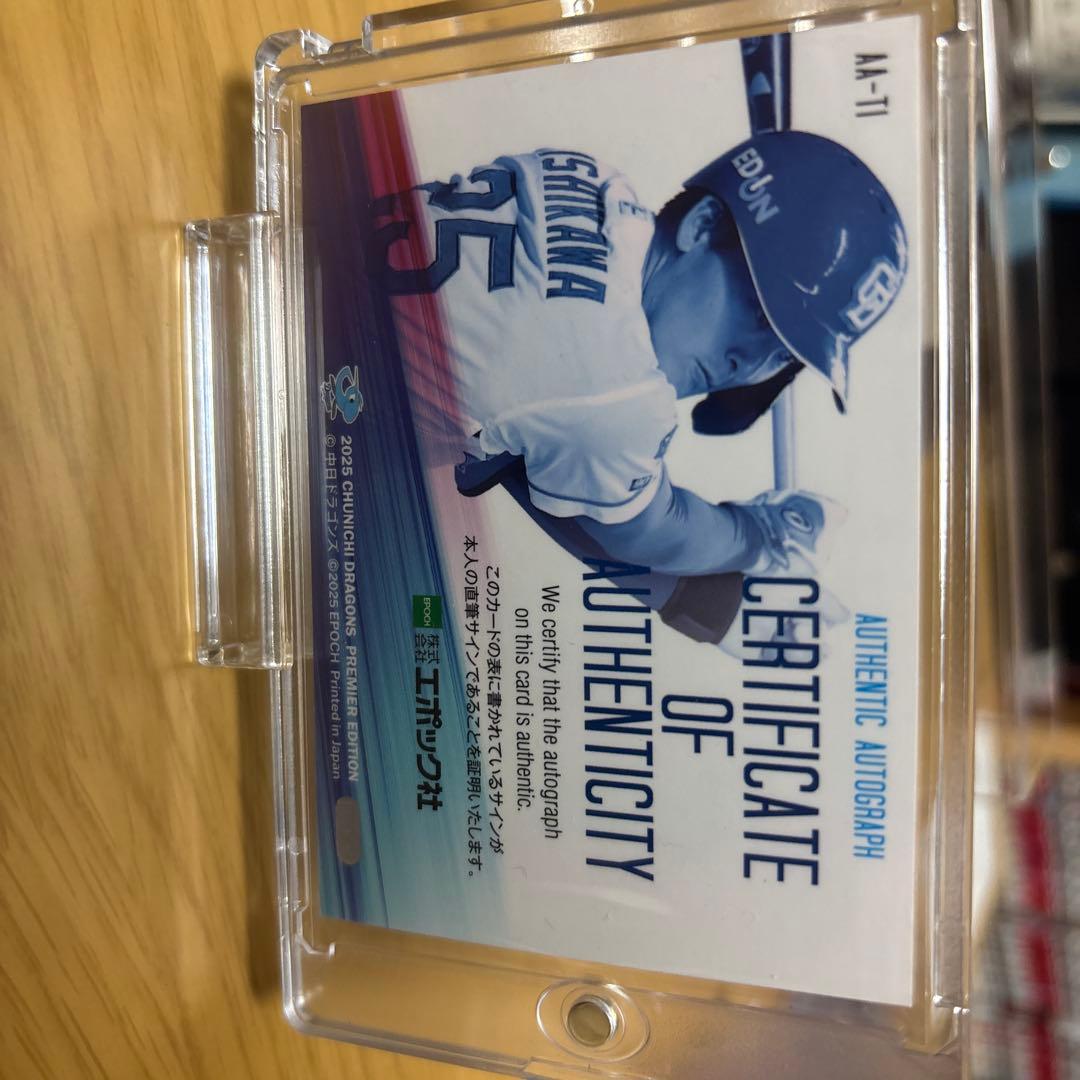 AA-TI
AUTHENTIC AUTOGRAPH
CERTIFICATE
OF
AUTHENTICITY
We certify that the autograph
on this card is authentic.
このカードの表に書かれているサインが
本人の直筆サインであることを証明いたします。
EPOCH
株式会社 エポック社
2025 CHUNICHI DRAGONS PREMIER EDITION
© 中日ドラゴンズ ©2025 EPOCH Printed in Japan
EDION
ISHIKAWA
25